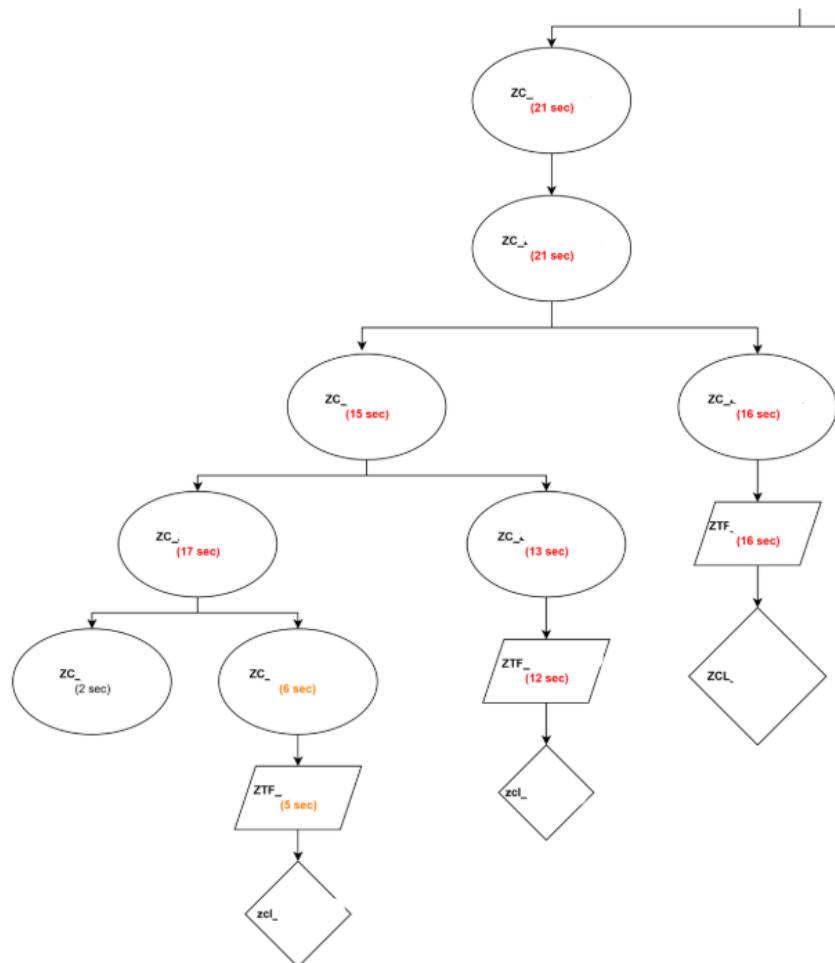 ZC_
(21 sec)
ZC_
(21 sec)
ZC_
(15 sec)
ZC_
(16 sec)
ZC_
(17 sec)
ZC_
(13 sec)
ZTF_
(16 sec)
ZC_
(2 sec)
ZC_
(6 sec)
ZTF_
(12 sec)
ZCL_
ZTF_
(5 sec)
zcl_
zcl_